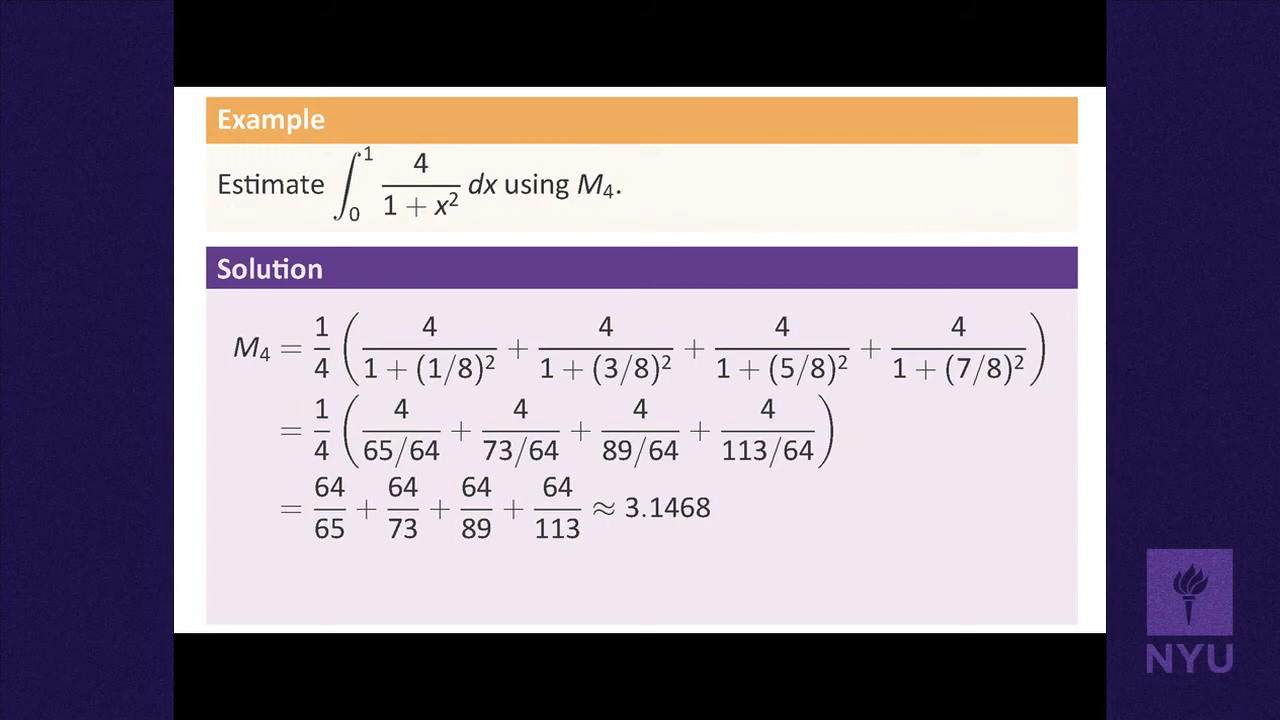 Example
Estimate ∫₀¹ 4/(1 + x²) dx using M₄.
Solution
M₄ = 1/4 ( 4/(1 + (1/8)²) + 4/(1 + (3/8)²) + 4/(1 + (5/8)²) + 4/(1 + (7/8)²) )
= 1/4 ( 4/(65/64) + 4/(73/64) + 4/(89/64) + 4/(113/64) )
= 64/65 + 64/73 + 64/89 + 64/113 ≈ 3.1468
NYU